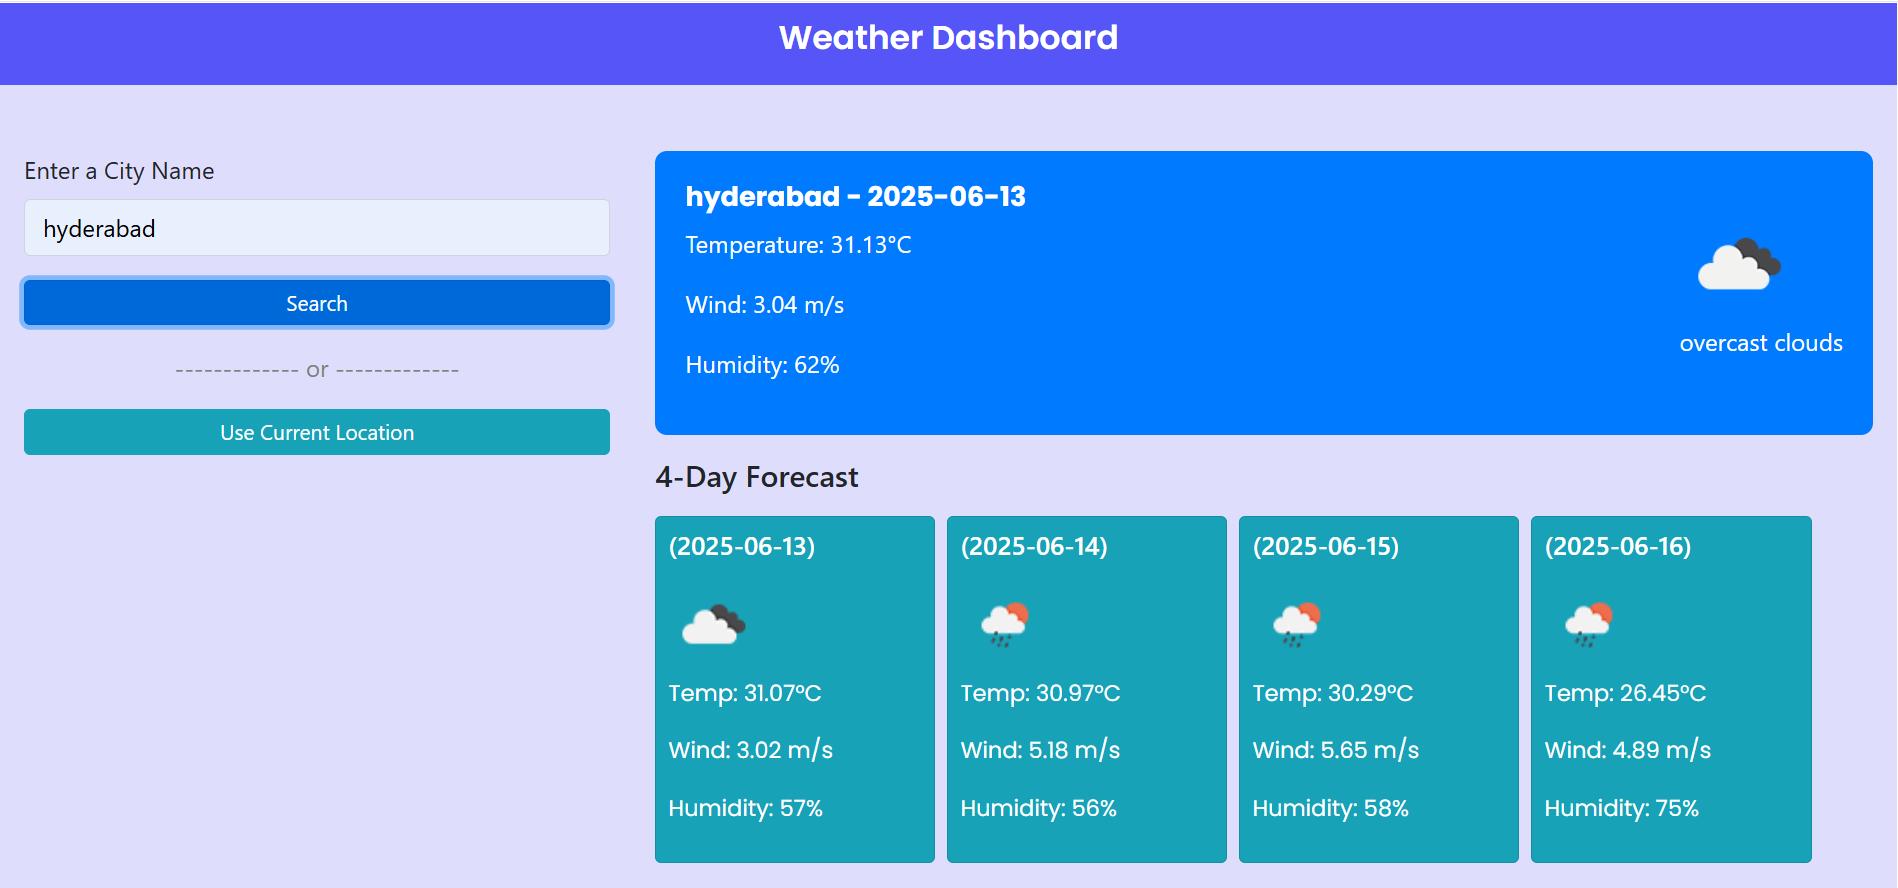 Weather Dashboard
Enter a City Name
hyderabad
Search
------------- or -------------
Use Current Location
hyderabad - 2025-06-13
Temperature: 31.13°C
Wind: 3.04 m/s
Humidity: 62%
overcast clouds
4-Day Forecast
(2025-06-13)
Temp: 31.07°C
Wind: 3.02 m/s
Humidity: 57%
(2025-06-14)
Temp: 30.97°C
Wind: 5.18 m/s
Humidity: 56%
(2025-06-15)
Temp: 30.29°C
Wind: 5.65 m/s
Humidity: 58%
(2025-06-16)
Temp: 26.45°C
Wind: 4.89 m/s
Humidity: 75%